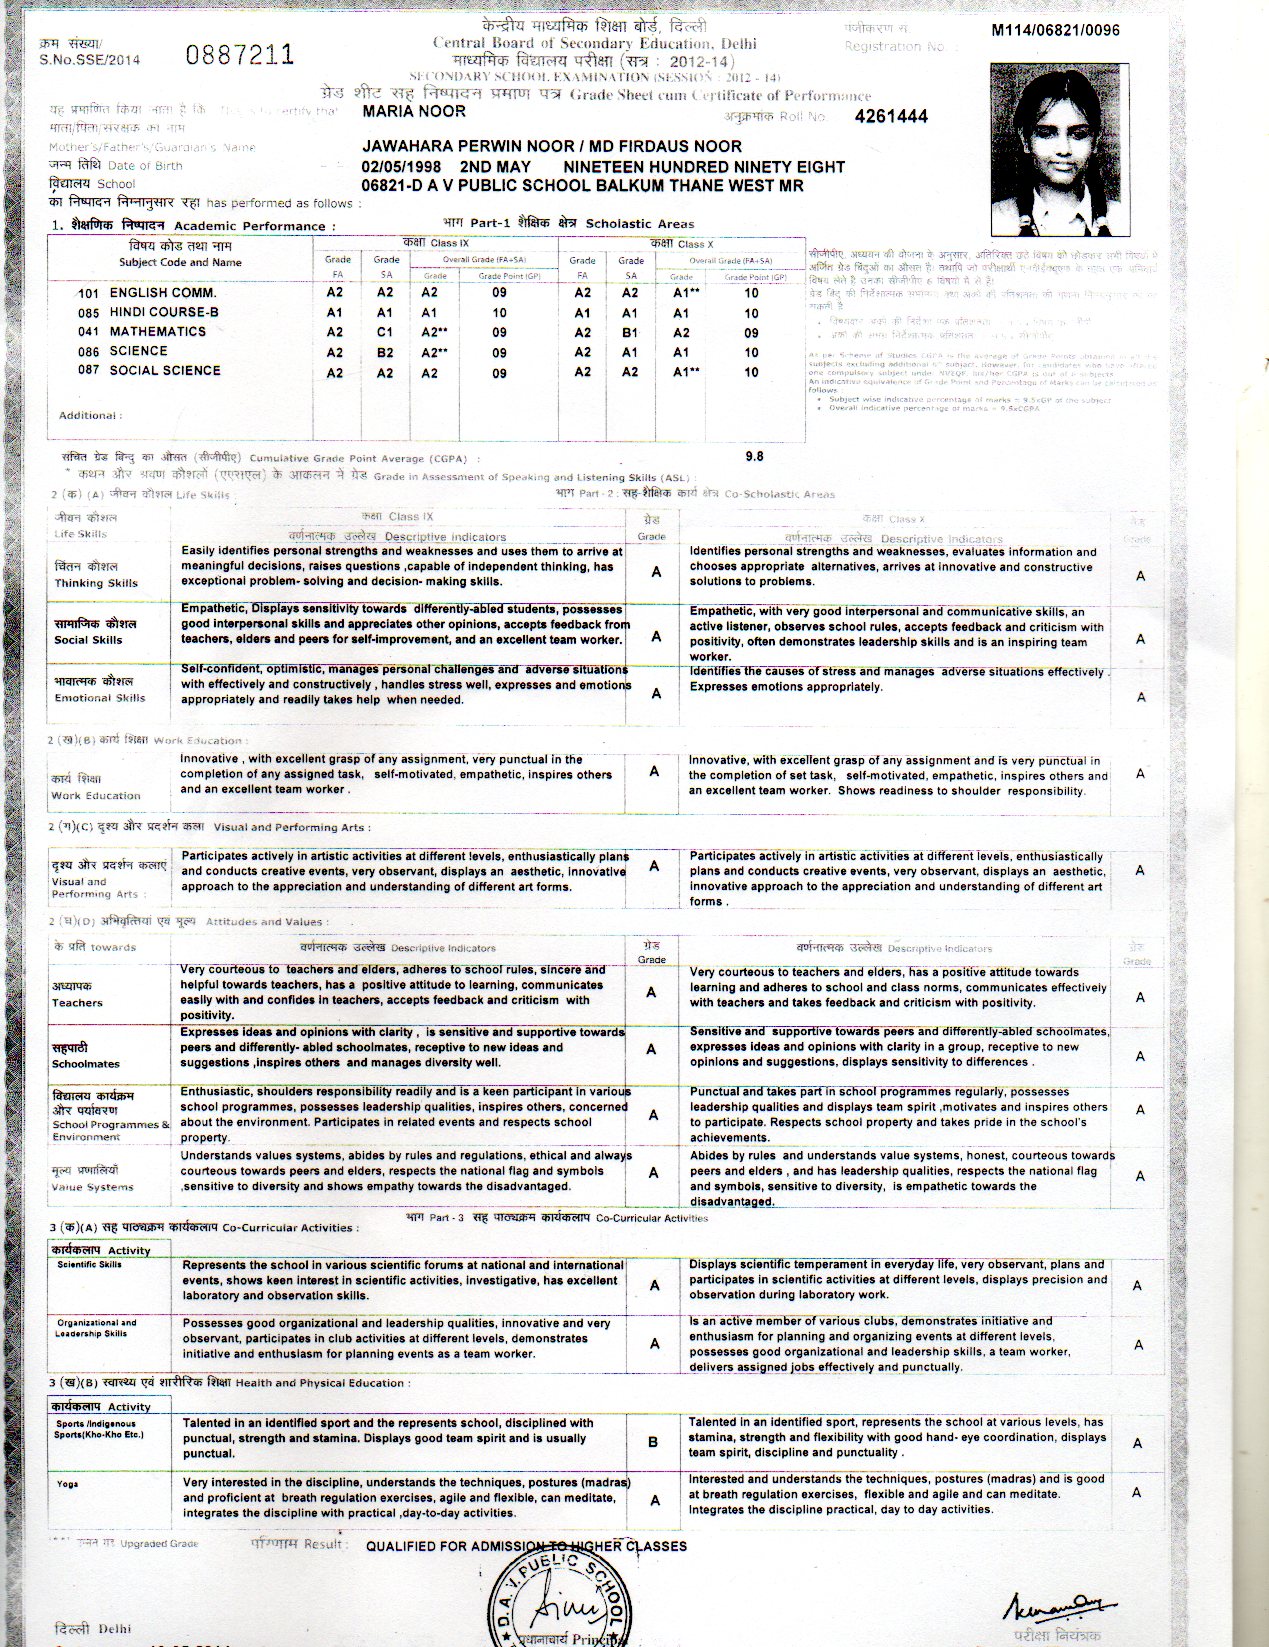 केन्द्रीय माध्यमिक शिक्षा बोर्ड, दिल्ली
पंजीकरण सं.
M114/06821/0096
क्रम संख्या/
S.No.SSE/2014
0887211
Central Board of Secondary Education, Delhi
Registration No. :
माध्यमिक विद्यालय परीक्षा (सत्र : 2012-14)
SECONDARY SCHOOL EXAMINATION (SESSION : 2012 - 14)
ग्रेड शीट सह निष्पादन प्रमाण पत्र Grade Sheet cum Certificate of Performance
यह प्रमाणित किया जाता है कि This is to certify that
MARIA NOOR
अनुक्रमांक Roll No.
4261444
माता/पिता/संरक्षक का नाम
Mother's/Father's/Guardian's Name
JAWAHARA PERWIN NOOR / MD FIRDAUS NOOR
जन्म तिथि Date of Birth
02/05/1998 2ND MAY NINETEEN HUNDRED NINETY EIGHT
विद्यालय School
06821-D A V PUBLIC SCHOOL BALKUM THANE WEST MR
का निष्पादन निम्नानुसार रहा has performed as follows :
1. शैक्षणिक निष्पादन Academic Performance :
भाग Part-1 शैक्षिक क्षेत्र Scholastic Areas
विषय कोड तथा नाम
Subject Code and Name
कक्षा Class IX
कक्षा Class X
Grade Grade Overall Grade (FA+SA) Grade Grade Overall Grade (FA+SA)
FA SA Grade Grade Point (GP) FA SA Grade Grade Point (GP)
101 ENGLISH COMM. A2 A2 A2 09 A2 A2 A1** 10
085 HINDI COURSE-B A1 A1 A1 10 A1 A1 A1 10
041 MATHEMATICS A2 C1 A2** 09 A2 B1 A2 09
086 SCIENCE A2 B2 A2** 09 A2 A1 A1 10
087 SOCIAL SCIENCE A2 A2 A2 09 A2 A2 A1** 10
Additional :
As per Scheme of Studies CGPA is the average of Grade Points obtained in all the
subjects excluding additional 6th subject. However, for candidates who have offered
one compulsory subject under NVEQF, his/her CGPA is out of 6 subjects
An indicative equivalence of Grade Point and Percentage of Marks can be calculated as
follows
• Subject wise indicative percentage of marks = 9.5xGP of the subject
• Overall indicative percentage of marks = 9.5xCGPA
संचित ग्रेड बिन्दु का औसत (सीजीपीए) Cumulative Grade Point Average (CGPA) :
9.8
* कथन और श्रवण कौशलों (एएसएल) के आकलन में ग्रेड Grade in Assessment of Speaking and Listening Skills (ASL) :
2 (क) (A) जीवन कौशल Life Skills :
भाग Part - 2 : सह-शैक्षिक कार्य क्षेत्र Co-Scholastic Areas
जीवन कौशल
Life Skills
कक्षा Class IX
वर्णनात्मक उल्लेख Descriptive Indicators
ग्रेड
Grade
कक्षा Class X
वर्णनात्मक उल्लेख Descriptive Indicators
ग्रेड
Grade
चिंतन कौशल
Thinking Skills
Easily identifies personal strengths and weaknesses and uses them to arrive at
meaningful decisions, raises questions ,capable of independent thinking, has
exceptional problem- solving and decision- making skills.
A
Identifies personal strengths and weaknesses, evaluates information and
chooses appropriate alternatives, arrives at innovative and constructive
solutions to problems.
A
सामाजिक कौशल
Social Skills
Empathetic, Displays sensitivity towards differently-abled students, possesses
good interpersonal skills and appreciates other opinions, accepts feedback from
teachers, elders and peers for self-improvement, and an excellent team worker.
A
Empathetic, with very good interpersonal and communicative skills, an
active listener, observes school rules, accepts feedback and criticism with
positivity, often demonstrates leadership skills and is an inspiring team
worker.
A
भावात्मक कौशल
Emotional Skills
Self-confident, optimistic, manages personal challenges and adverse situations
with effectively and constructively , handles stress well, expresses and emotions
appropriately and readily takes help when needed.
A
Identifies the causes of stress and manages adverse situations effectively .
Expresses emotions appropriately.
A
2 (ख)(B) कार्य शिक्षा Work Education :
कार्य शिक्षा
Work Education
Innovative , with excellent grasp of any assignment, very punctual in the
completion of any assigned task, self-motivated, empathetic, inspires others
and an excellent team worker .
A
Innovative, with excellent grasp of any assignment and is very punctual in
the completion of set task, self-motivated, empathetic, inspires others and
an excellent team worker. Shows readiness to shoulder responsibility.
A
2 (ग)(C) दृश्य और प्रदर्शन कला Visual and Performing Arts :
दृश्य और प्रदर्शन कलाएं
Visual and
Performing Arts :
Participates actively in artistic activities at different levels, enthusiastically plans
and conducts creative events, very observant, displays an aesthetic, innovative
approach to the appreciation and understanding of different art forms.
A
Participates actively in artistic activities at different levels, enthusiastically
plans and conducts creative events, very observant, displays an aesthetic,
innovative approach to the appreciation and understanding of different art
forms .
A
2 (घ)(D) अभिवृत्तियां एवं मूल्य Attitudes and Values :
के प्रति towards
वर्णनात्मक उल्लेख Descriptive Indicators
ग्रेड
Grade
वर्णनात्मक उल्लेख Descriptive Indicators
ग्रेड
Grade
अध्यापक
Teachers
Very courteous to teachers and elders, adheres to school rules, sincere and
helpful towards teachers, has a positive attitude to learning, communicates
easily with and confides in teachers, accepts feedback and criticism with
positivity.
A
Very courteous to teachers and elders, has a positive attitude towards
learning and adheres to school and class norms, communicates effectively
with teachers and takes feedback and criticism with positivity.
A
सहपाठी
Schoolmates
Expresses ideas and opinions with clarity , is sensitive and supportive towards
peers and differently- abled schoolmates, receptive to new ideas and
suggestions ,inspires others and manages diversity well.
A
Sensitive and supportive towards peers and differently-abled schoolmates,
expresses ideas and opinions with clarity in a group, receptive to new
opinions and suggestions, displays sensitivity to differences .
A
विद्यालय कार्यक्रम
और पर्यावरण
School Programmes &
Environment
Enthusiastic, shoulders responsibility readily and is a keen participant in various
school programmes, possesses leadership qualities, inspires others, concerned
about the environment. Participates in related events and respects school
property.
A
Punctual and takes part in school programmes regularly, possesses
leadership qualities and displays team spirit ,motivates and inspires others
to participate. Respects school property and takes pride in the school's
achievements.
A
मूल्य प्रणालियाँ
Value Systems
Understands values systems, abides by rules and regulations, ethical and always
courteous towards peers and elders, respects the national flag and symbols
,sensitive to diversity and shows empathy towards the disadvantaged.
A
Abides by rules and understands value systems, honest, courteous towards
peers and elders , and has leadership qualities, respects the national flag
and symbols, sensitive to diversity, is empathetic towards the
disadvantaged.
A
भाग Part - 3 सह पाठ्यक्रम कार्यकलाप Co-Curricular Activities
3 (क)(A) सह पाठ्यक्रम कार्यकलाप Co-Curricular Activities :
कार्यकलाप Activity
Scientific Skills
Represents the school in various scientific forums at national and international
events, shows keen interest in scientific activities, investigative, has excellent
laboratory and observation skills.
A
Displays scientific temperament in everyday life, very observant, plans and
participates in scientific activities at different levels, displays precision and
observation during laboratory work.
A
Organizational and
Leadership Skills
Possesses good organizational and leadership qualities, innovative and very
observant, participates in club activities at different levels, demonstrates
initiative and enthusiasm for planning events as a team worker.
A
Is an active member of various clubs, demonstrates initiative and
enthusiasm for planning and organizing events at different levels,
possesses good organizational and leadership skills, a team worker,
delivers assigned jobs effectively and punctually.
A
3 (ख)(B) स्वास्थ्य एवं शारीरिक शिक्षा Health and Physical Education :
कार्यकलाप Activity
Sports /Indigenous
Sports(Kho-Kho Etc.)
Talented in an identified sport and the represents school, disciplined with
punctual, strength and stamina. Displays good team spirit and is usually
punctual.
B
Talented in an identified sport, represents the school at various levels, has
stamina, strength and flexibility with good hand- eye coordination, displays
team spirit, discipline and punctuality .
A
Yoga
Very interested in the discipline, understands the techniques, postures (madras)
and proficient at breath regulation exercises, agile and flexible, can meditate,
integrates the discipline with practical ,day-to-day activities.
A
Interested and understands the techniques, postures (madras) and is good
at breath regulation exercises, flexible and agile and can meditate.
Integrates the discipline practical, day to day activities.
A
Upgraded Grade
परिणाम Result :
QUALIFIED FOR ADMISSION TO HIGHER CLASSES
D.A.V. PUBLIC SCHOOL
दिल्ली Delhi
प्रधानाचार्य Principal
परीक्षा नियंत्रक